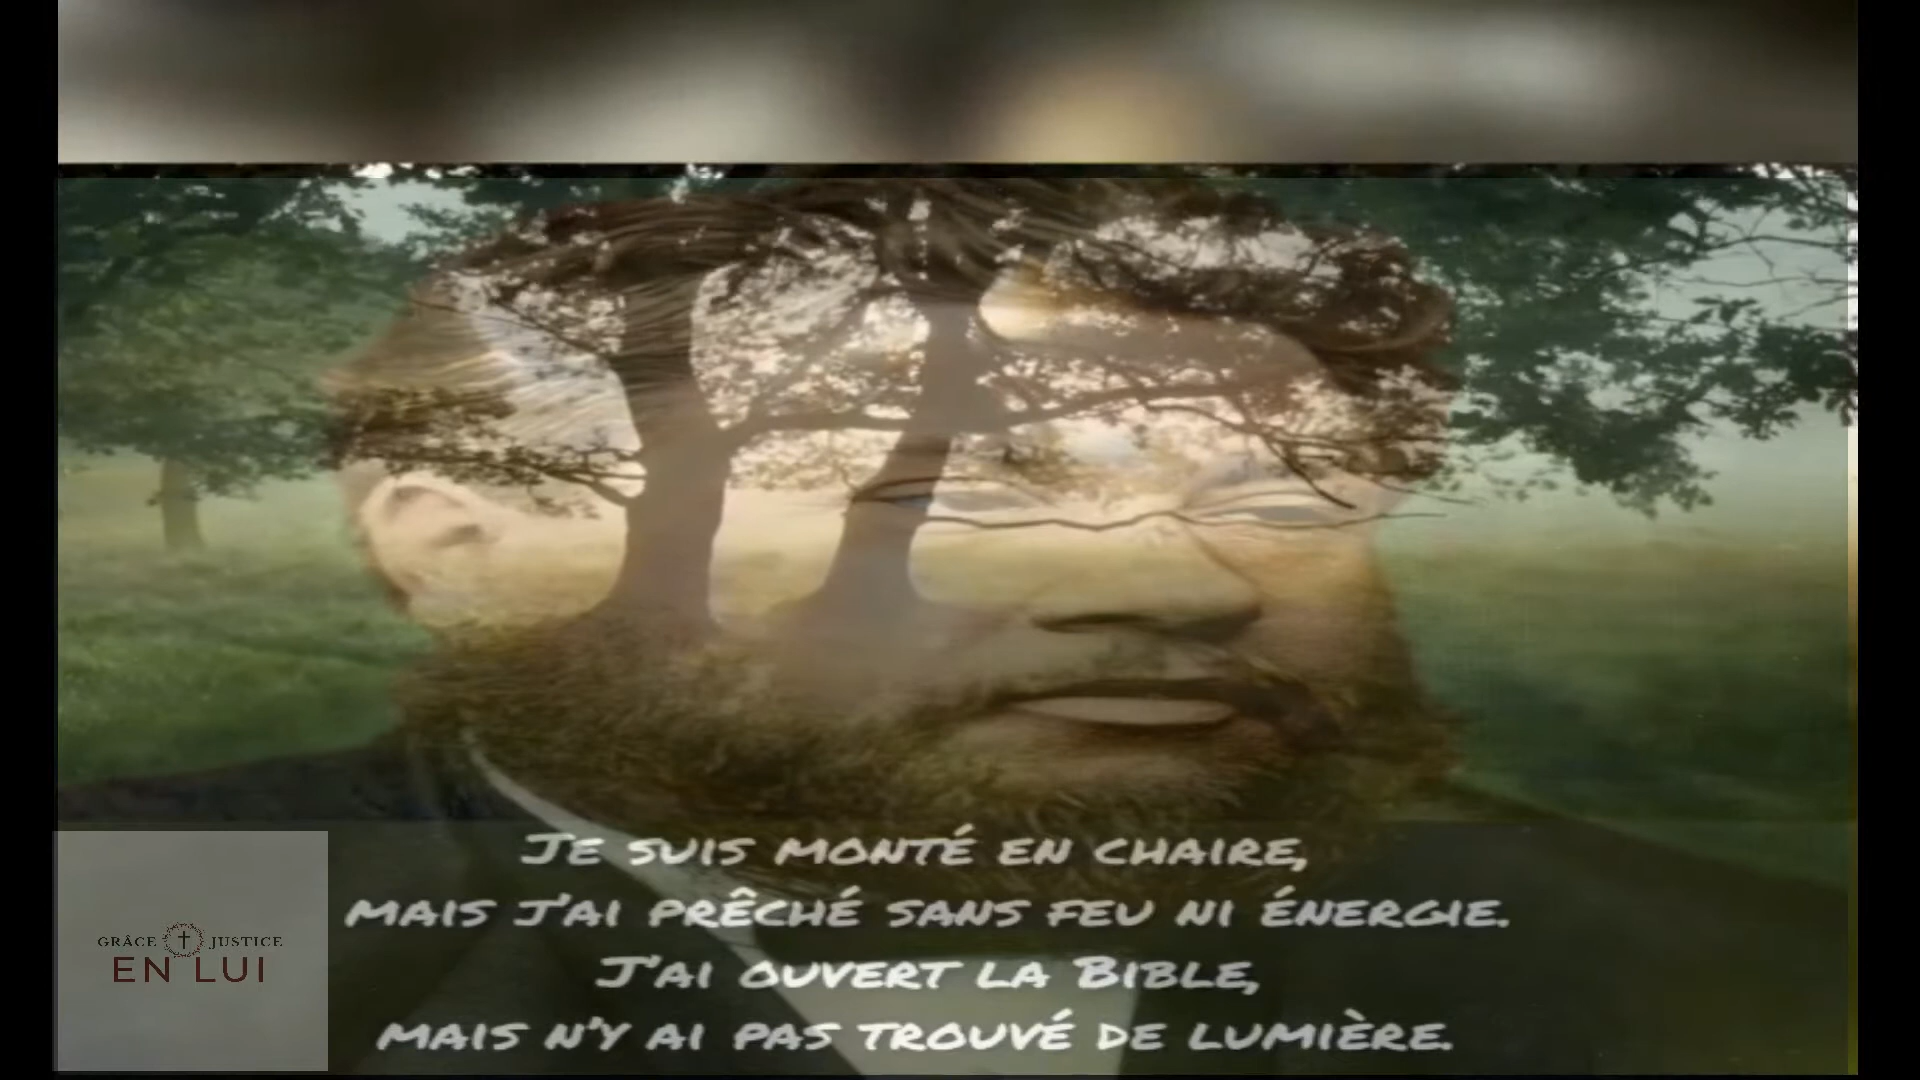 Je suis monté en chaire,
mais j'ai prêché sans feu ni énergie.
J'ai ouvert la Bible,
mais n'y ai pas trouvé de lumière.
GRÂCE JUSTICE
EN LUI